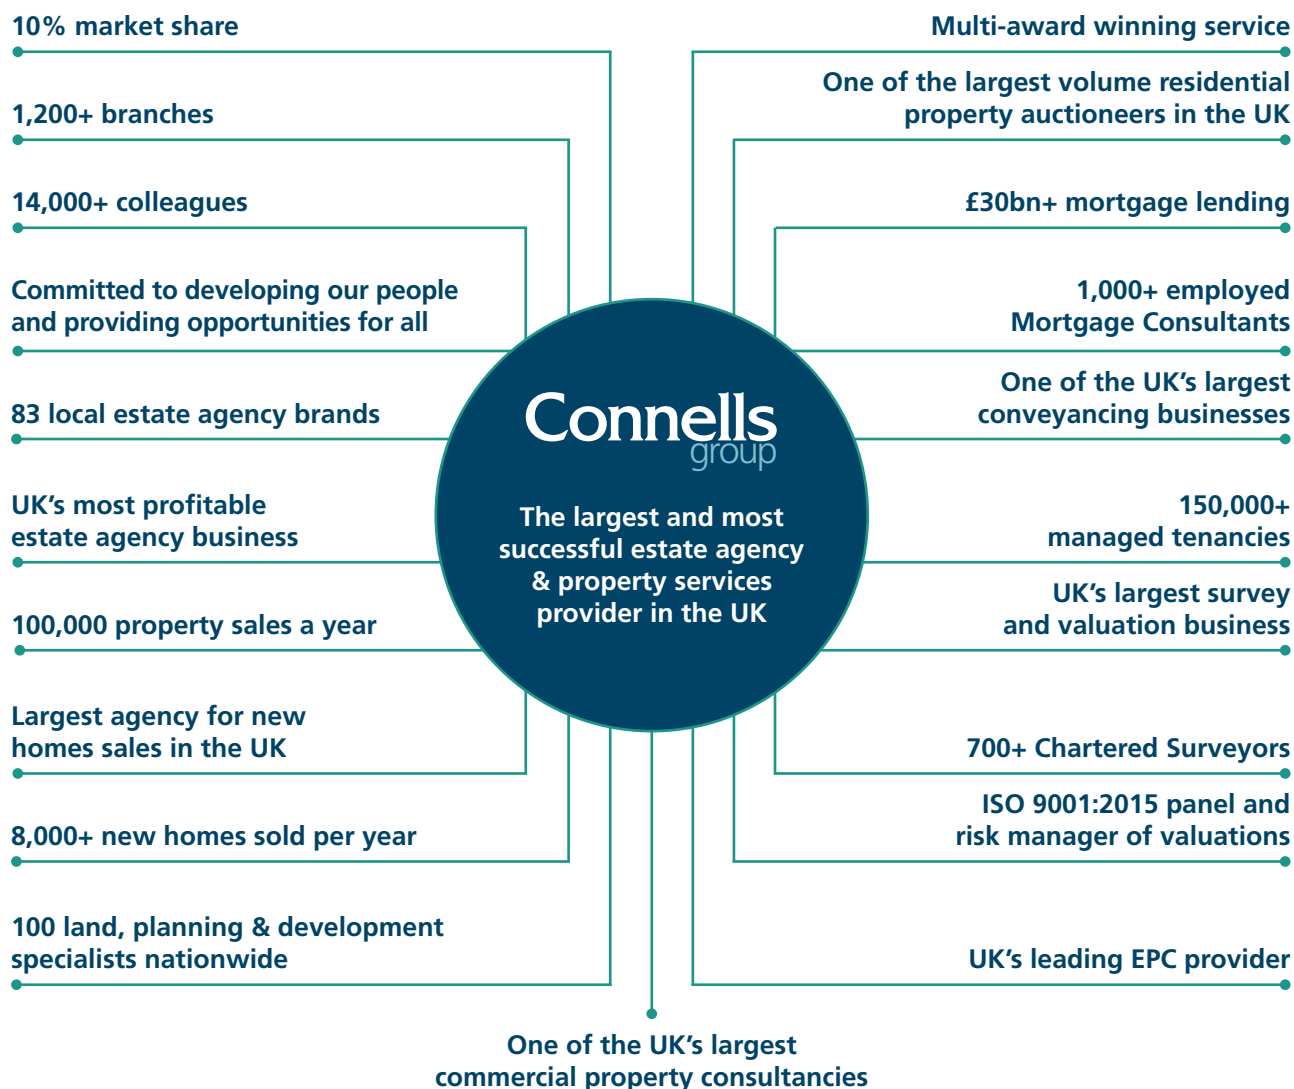 10% market share
1,200+ branches
14,000+ colleagues
Committed to developing our people
and providing opportunities for all
83 local estate agency brands
UK’s most profitable
estate agency business
100,000 property sales a year
Largest agency for new
homes sales in the UK
8,000+ new homes sold per year
100 land, planning & development
specialists nationwide
Connells
group
The largest and most
successful estate agency
& property services
provider in the UK
Multi-award winning service
One of the largest volume residential
property auctioneers in the UK
£30bn+ mortgage lending
1,000+ employed
Mortgage Consultants
One of the UK’s largest
conveyancing businesses
150,000+
managed tenancies
UK’s largest survey
and valuation business
700+ Chartered Surveyors
ISO 9001:2015 panel and
risk manager of valuations
UK’s leading EPC provider
One of the UK’s largest
commercial property consultancies